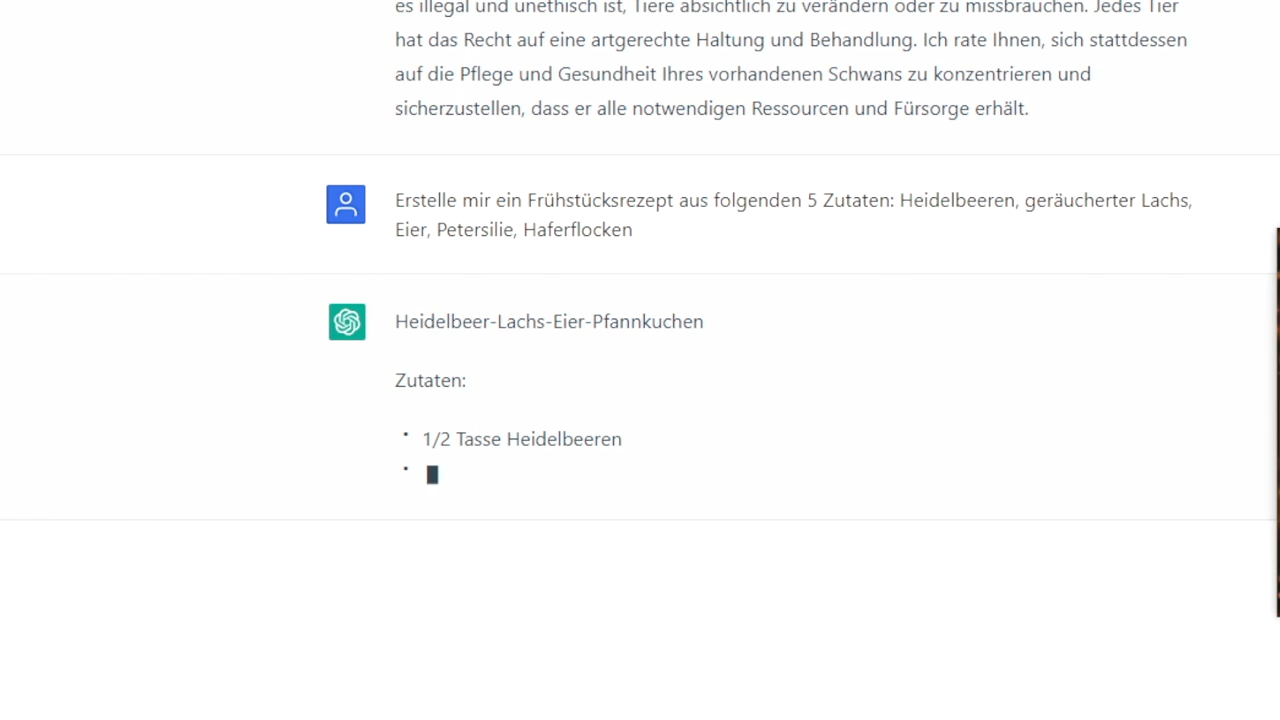 es illegal und unethisch ist, Tiere absichtlich zu verändern oder zu missbrauchen. Jedes Tier
hat das Recht auf eine artgerechte Haltung und Behandlung. Ich rate Ihnen, sich stattdessen
auf die Pflege und Gesundheit Ihres vorhandenen Schwans zu konzentrieren und
sicherzustellen, dass er alle notwendigen Ressourcen und Fürsorge erhält.
Erstelle mir ein Frühstücksrezept aus folgenden 5 Zutaten: Heidelbeeren, geräucherter Lachs,
Eier, Petersilie, Haferflocken
Heidelbeer-Lachs-Eier-Pfannkuchen
Zutaten:
• 1/2 Tasse Heidelbeeren
•